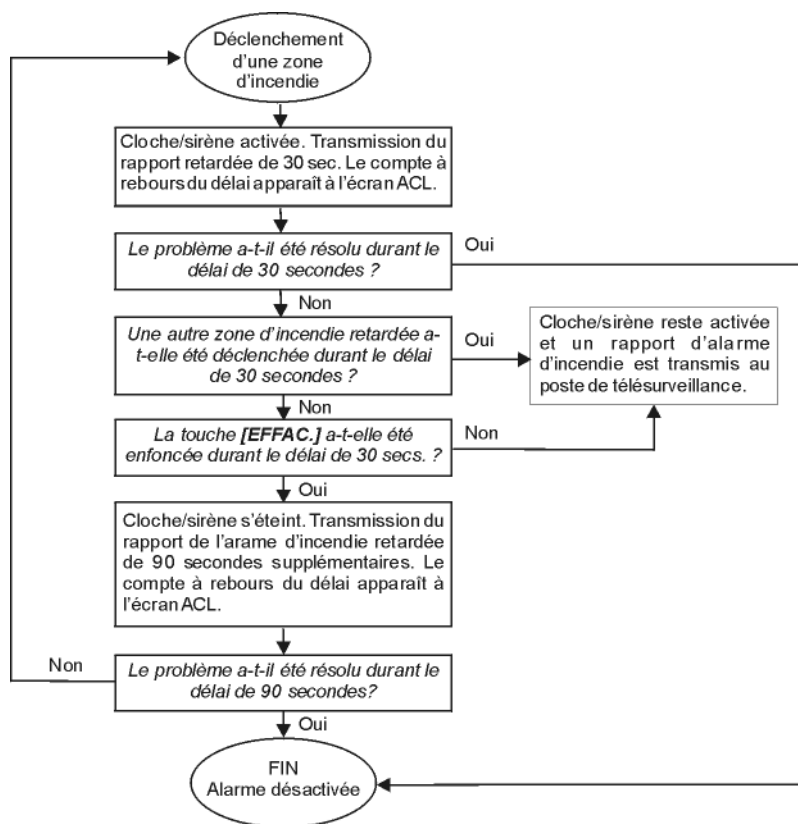 Déclenchement
d'une zone
d'incendie
Cloche/sirène activée. Transmission du
rapport retardée de 30 sec. Le compte à
rebours du délai apparaît à l'écran ACL.
Le problème a-t-il été résolu durant le
délai de 30 secondes ?
Oui
Non
Une autre zone d'incendie retardée a-
t-elle été déclenchée durant le délai
de 30 secondes ?
Oui
Cloche/sirène reste activée
et un rapport d'alarme
d'incendie est transmis au
poste de télésurveillance.
Non
La touche [EFFAC.] a-t-elle été
enfoncée durant le délai de 30 secs. ?
Non
Oui
Cloche/sirène s'éteint. Transmission du
rapport de l'arame d'incendie retardée
de 90 secondes supplémentaires. Le
compte à rebours du délai apparaît à
l'écran ACL.
Non
Le problème a-t-il été résolu durant le
délai de 90 secondes?
Oui
FIN
Alarme désactivée